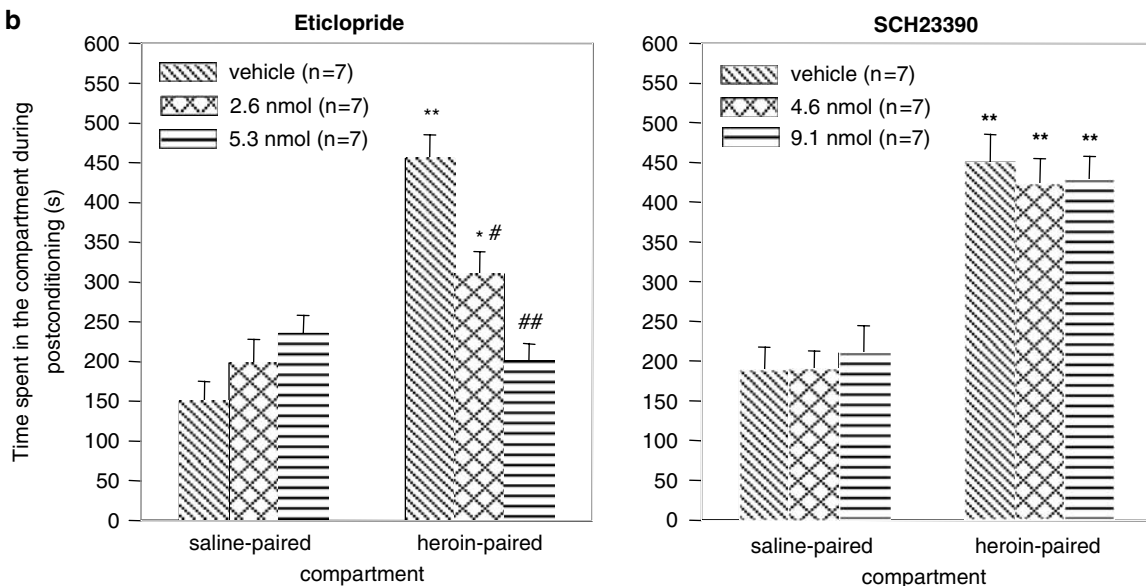 b
Eticlopride
Time spent in the compartment during
postconditioning (s)
600
550
500
450
400
350
300
250
200
150
100
50
0
vehicle (n=7)
2.6 nmol (n=7)
5.3 nmol (n=7)
**
* #
##
saline-paired heroin-paired
compartment
SCH23390
600
550
500
450
400
350
300
250
200
150
100
50
0
vehicle (n=7)
4.6 nmol (n=7)
9.1 nmol (n=7)
** ** **
saline-paired heroin-paired
compartment